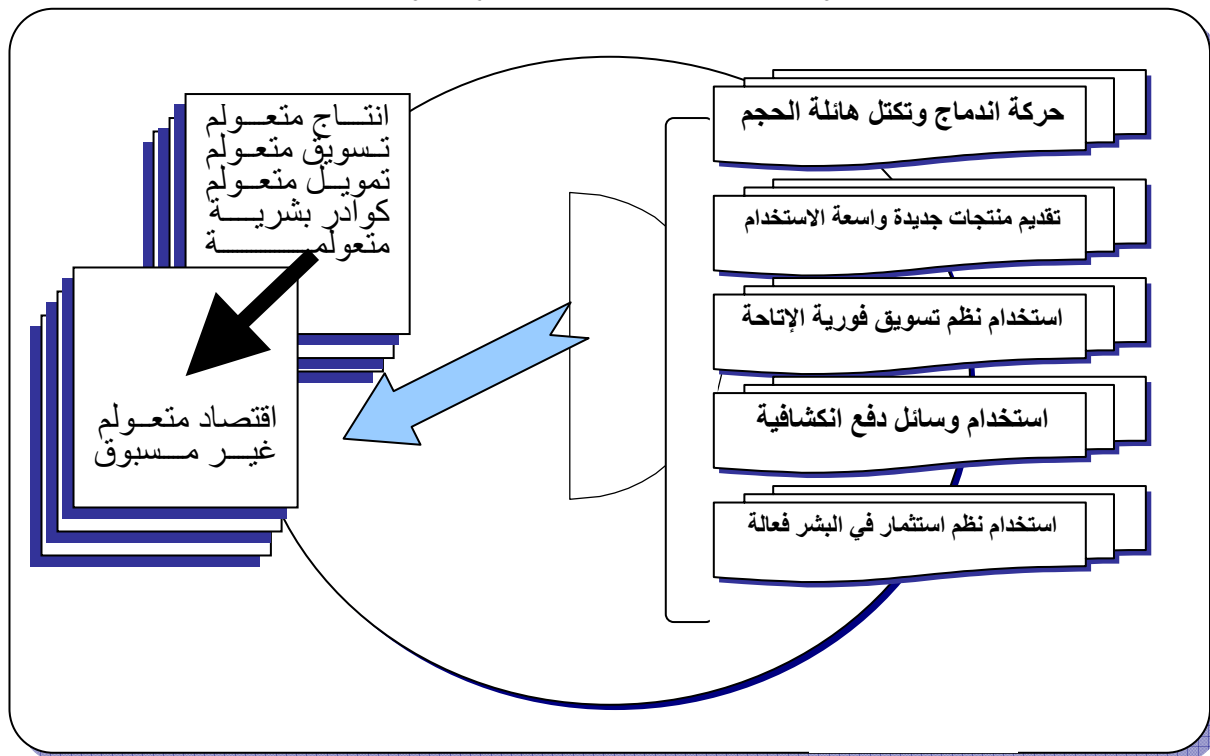 حركة اندماج وتكتل هائلة الحجم
تقديم منتجات جديدة واسعة الاستخدام
استخدام نظم تسويق فورية الإتاحة
استخدام وسائل دفع انكشافية
استخدام نظم استثمار في البشر فعالة
انتاج متعولم
تسويق متعولم
تمويل متعولم
كوادر بشرية
متعولمة
اقتصاد متعولم
غير مسبوق